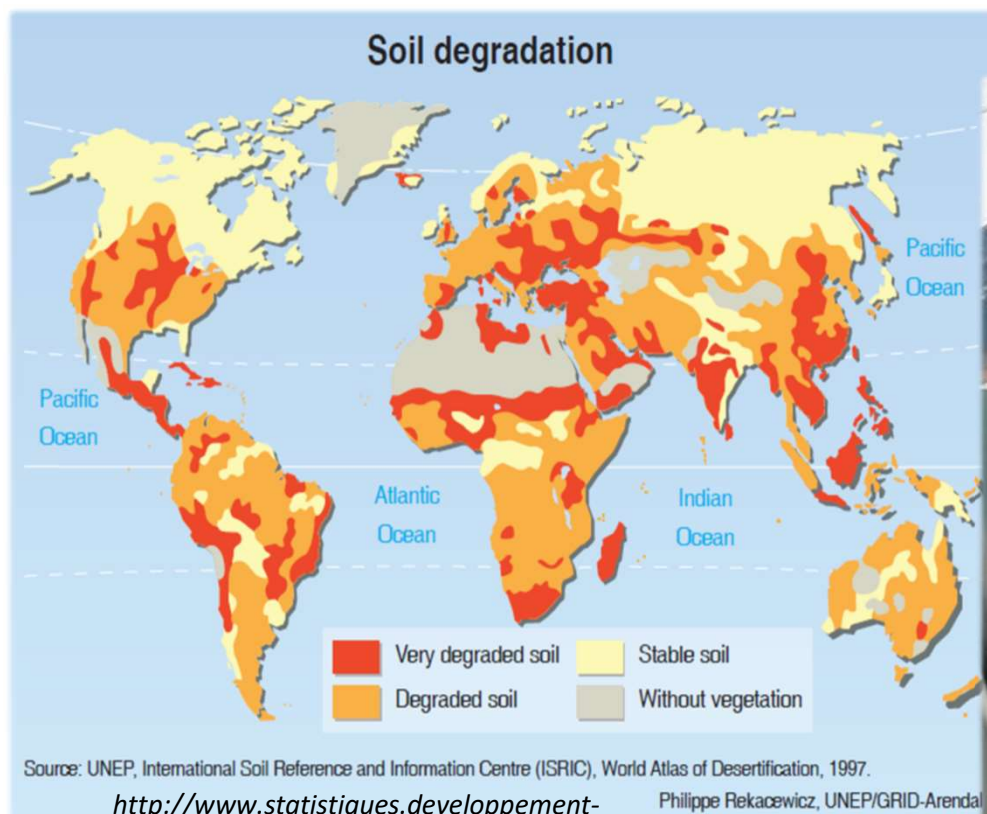 Soil degradation
Pacific
Ocean
Pacific
Ocean
Atlantic
Ocean
Indian
Ocean
Very degraded soil
Stable soil
Degraded soil
Without vegetation
Source: UNEP, International Soil Reference and Information Centre (ISRIC), World Atlas of Desertification, 1997.
http://www.statistiques.developpement-
Philippe Rekacewicz, UNEP/GRID-Arendal